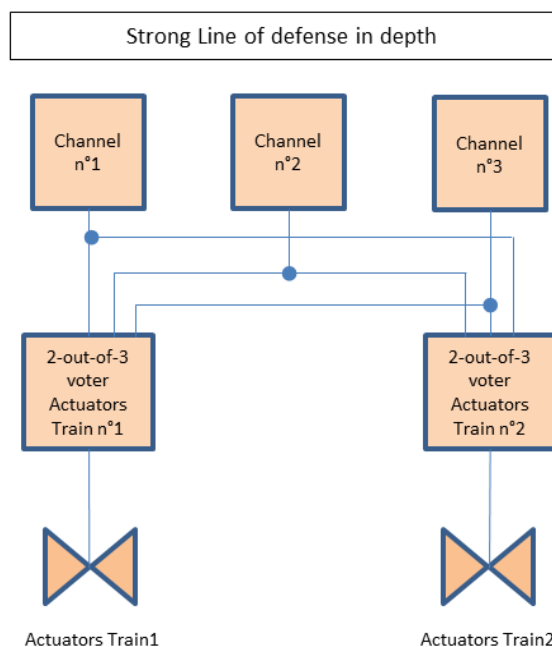 Strong Line of defense in depth
Channel
n°1
Channel
n°2
Channel
n°3
2-out-of-3
voter
Actuators
Train n°1
2-out-of-3
voter
Actuators
Train n°2
Actuators Train1
Actuators Train2